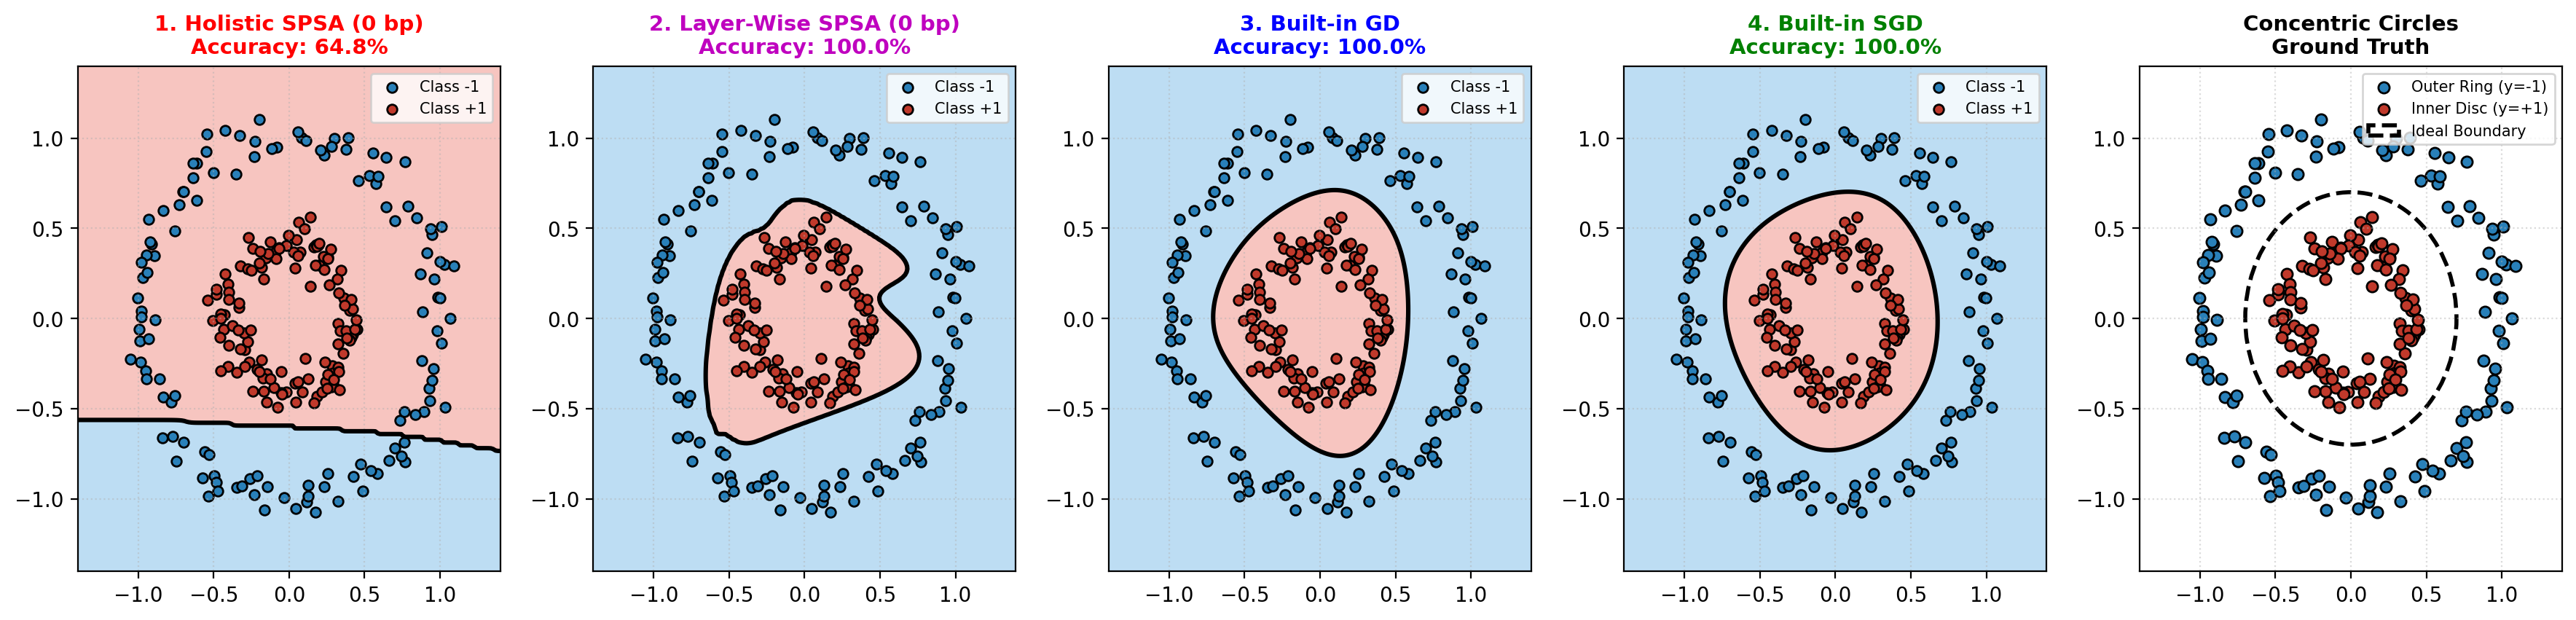 1. Holistic SPSA (0 bp)
Accuracy: 64.8%
Class -1
Class +1
1.0
0.5
0.0
−0.5
−1.0
−1.0 −0.5 0.0 0.5 1.0
2. Layer-Wise SPSA (0 bp)
Accuracy: 100.0%
Class -1
Class +1
1.0
0.5
0.0
−0.5
−1.0
−1.0 −0.5 0.0 0.5 1.0
3. Built-in GD
Accuracy: 100.0%
Class -1
Class +1
1.0
0.5
0.0
−0.5
−1.0
−1.0 −0.5 0.0 0.5 1.0
4. Built-in SGD
Accuracy: 100.0%
Class -1
Class +1
1.0
0.5
0.0
−0.5
−1.0
−1.0 −0.5 0.0 0.5 1.0
Concentric Circles
Ground Truth
Outer Ring (y=-1)
Inner Disc (y=+1)
Ideal Boundary
1.0
0.5
0.0
−0.5
−1.0
−1.0 −0.5 0.0 0.5 1.0